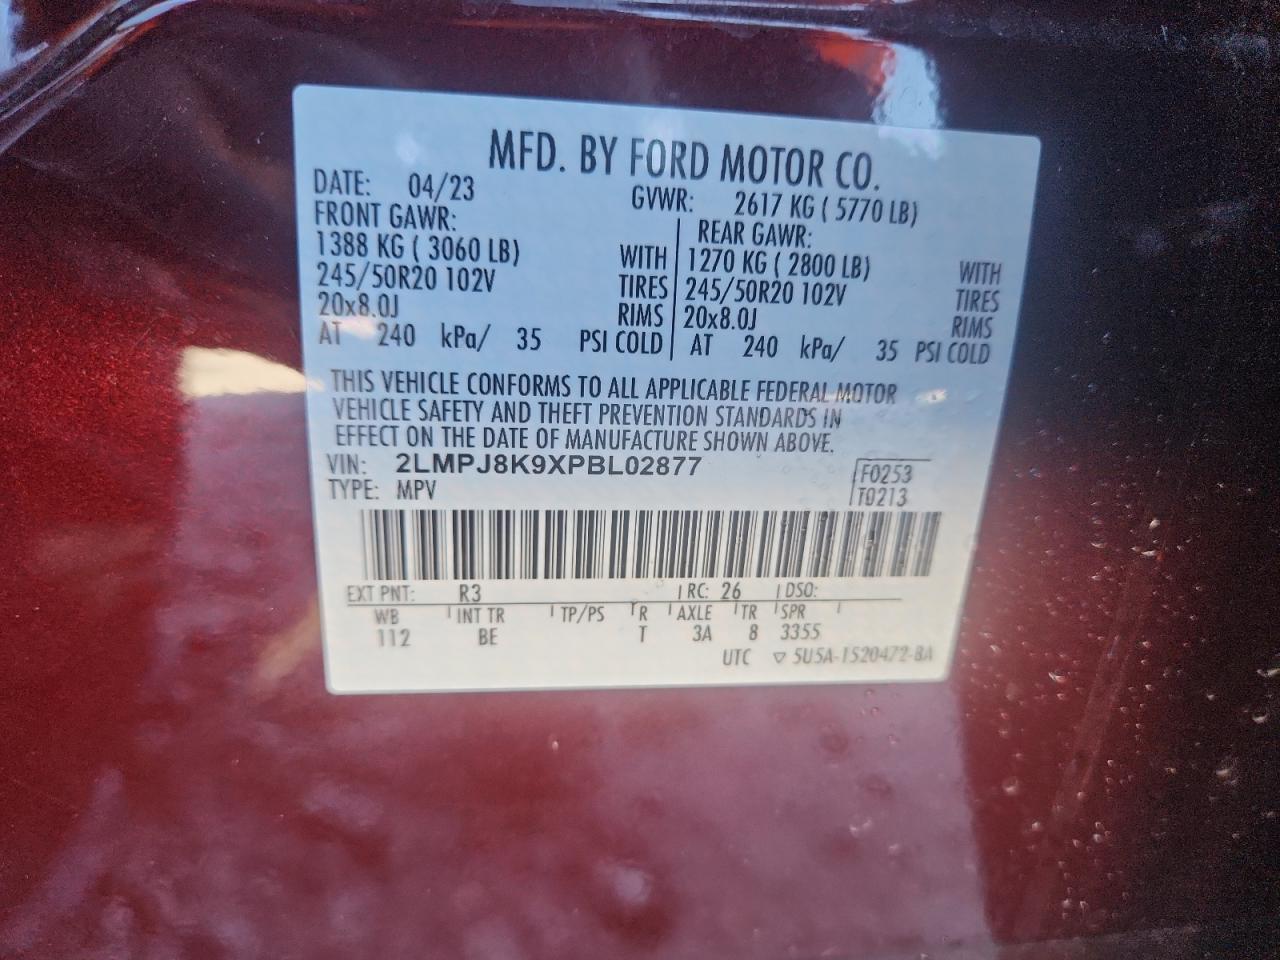 MFD. BY FORD MOTOR CO.
DATE: 04/23 GVWR: 2617 KG ( 5770 LB)
FRONT GAWR: REAR GAWR:
1388 KG ( 3060 LB) WITH 1270 KG ( 2800 LB) WITH
245/50R20 102V TIRES 245/50R20 102V TIRES
20x8.0J RIMS 20x8.0J RIMS
AT 240 kPa/ 35 PSI COLD AT 240 kPa/ 35 PSI COLD
THIS VEHICLE CONFORMS TO ALL APPLICABLE FEDERAL MOTOR
VEHICLE SAFETY AND THEFT PREVENTION STANDARDS IN
EFFECT ON THE DATE OF MANUFACTURE SHOWN ABOVE.
VIN: 2LMPJ8K9XPBL02877 F0253
TYPE: MPV T0213
EXT PNT: R3 RC: 26 DSO:
WB INT TR TP/PS R AXLE TR SPR
112 BE T 3A 8 3355
UTC ▽ 5U5A-1520472-BA